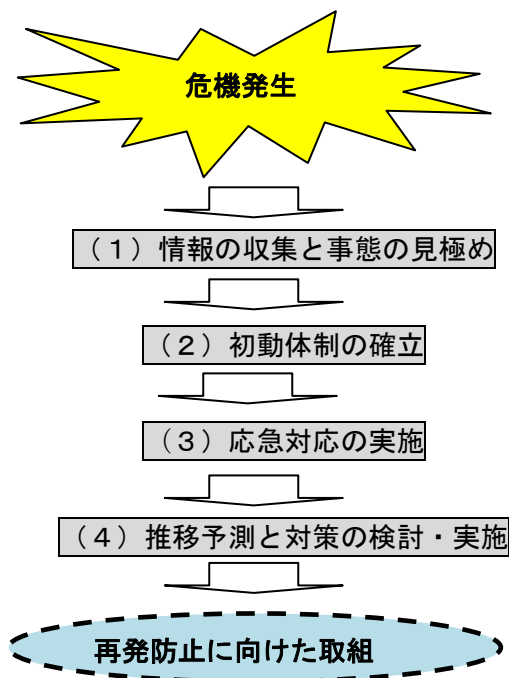 危機発生
（１）情報の収集と事態の見極め
（２）初動体制の確立
（３）応急対応の実施
（４）推移予測と対策の検討・実施
再発防止に向けた取組